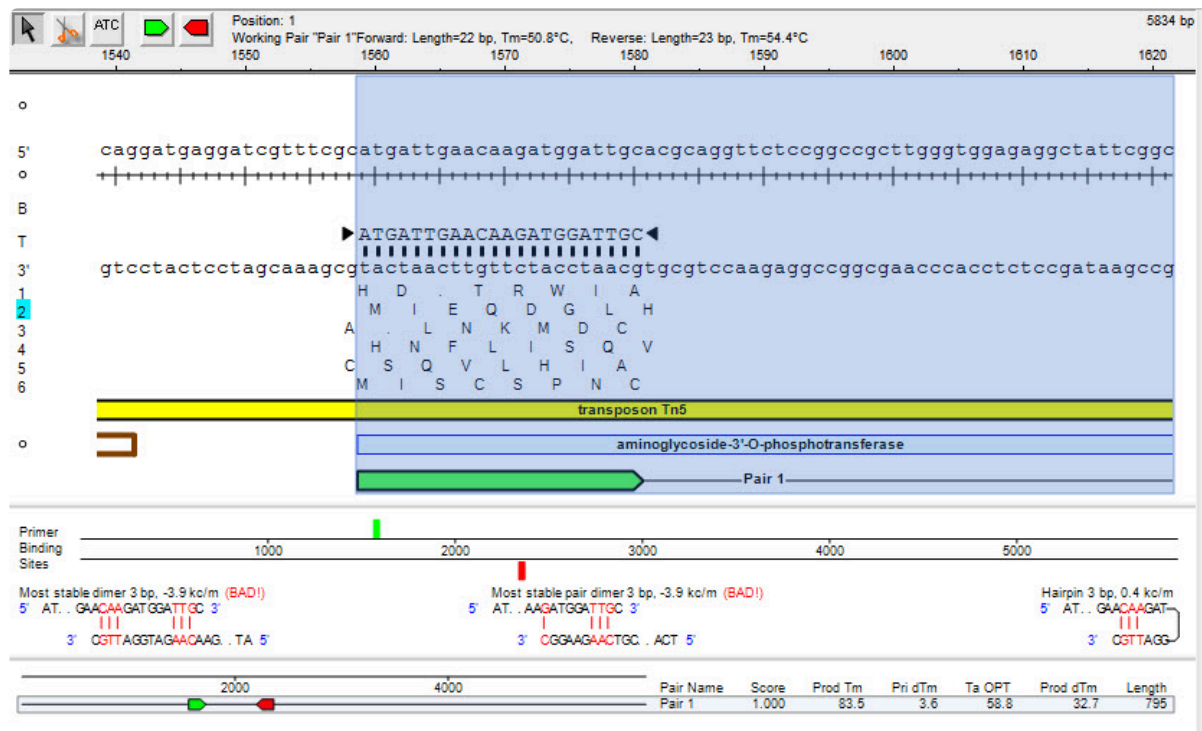 ATC
Position: 1
5834 bp
Working Pair "Pair 1"Forward: Length=22 bp, Tm=50.8°C, Reverse: Length=23 bp, Tm=54.4°C
1540 1550 1560 1570 1580 1590 1600 1610 1620
5' caggatgaggatcgtttcgcatgattgaacaagatggattgcacgcaggttctccggccgcttgggtggagaggctattcggc
B
T ATGATTGAACAAGATGGATTGC
3' gtcctactcctagcaaagcgtactaacttgttctacctaacgtgcgtccaagaggccggcgaacccacctctccgataagccg
1 H D . T R W I A
2 M I E Q D G L H
3 A . L N K M D C
4 H N F L I S Q V
5 C S Q V L H I A
6 M I S C S P N C
transposon Tn5
aminoglycoside-3'-O-phosphotransferase
Pair 1
Primer Binding Sites
1000 2000 3000 4000 5000
Most stable dimer 3 bp, -3.9 kc/m (BAD!) Most stable pair dimer 3 bp, -3.9 kc/m (BAD!) Hairpin 3 bp, 0.4 kc/m
5' AT. . GAACAAGATGGATTGC 3' 5' AT. . AAGATGGATTGC 3' 5' AT. . GAACAAGAT
3' CGTTAGGTAGAACAAG. . TA 5' 3' CGGAAGAACTGC. . ACT 5' 3' CGTTAGG
2000 4000
Pair Name Score Prod Tm Pri dTm Ta OPT Prod dTm Length
Pair 1 1.000 83.5 3.6 58.8 32.7 795